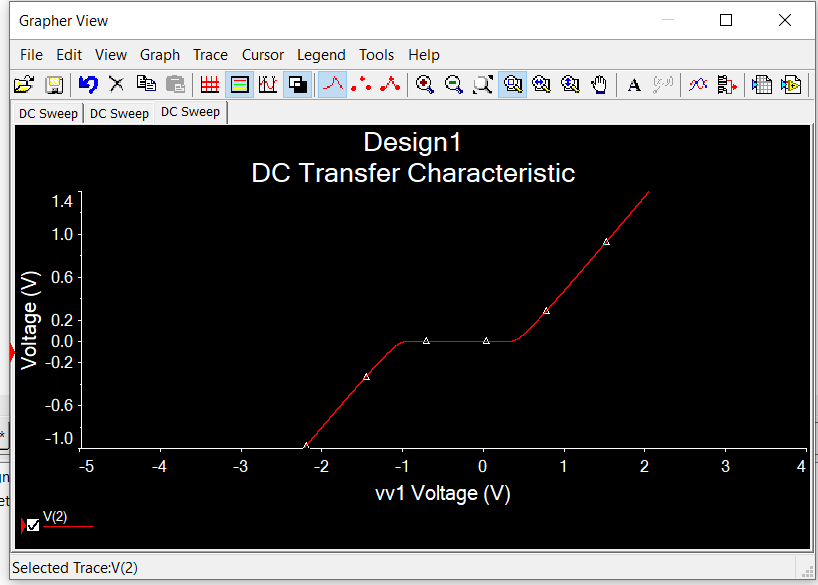 Grapher View
File Edit View Graph Trace Cursor Legend Tools Help
A
DC Sweep DC Sweep DC Sweep
Design1
DC Transfer Characteristic
1.4
1.0
0.6
0.2
0.0
-0.2
-0.6
-1.0
Voltage (V)
-5 -4 -3 -2 -1 0 1 2 3 4
vv1 Voltage (V)
V(2)
Selected Trace:V(2)